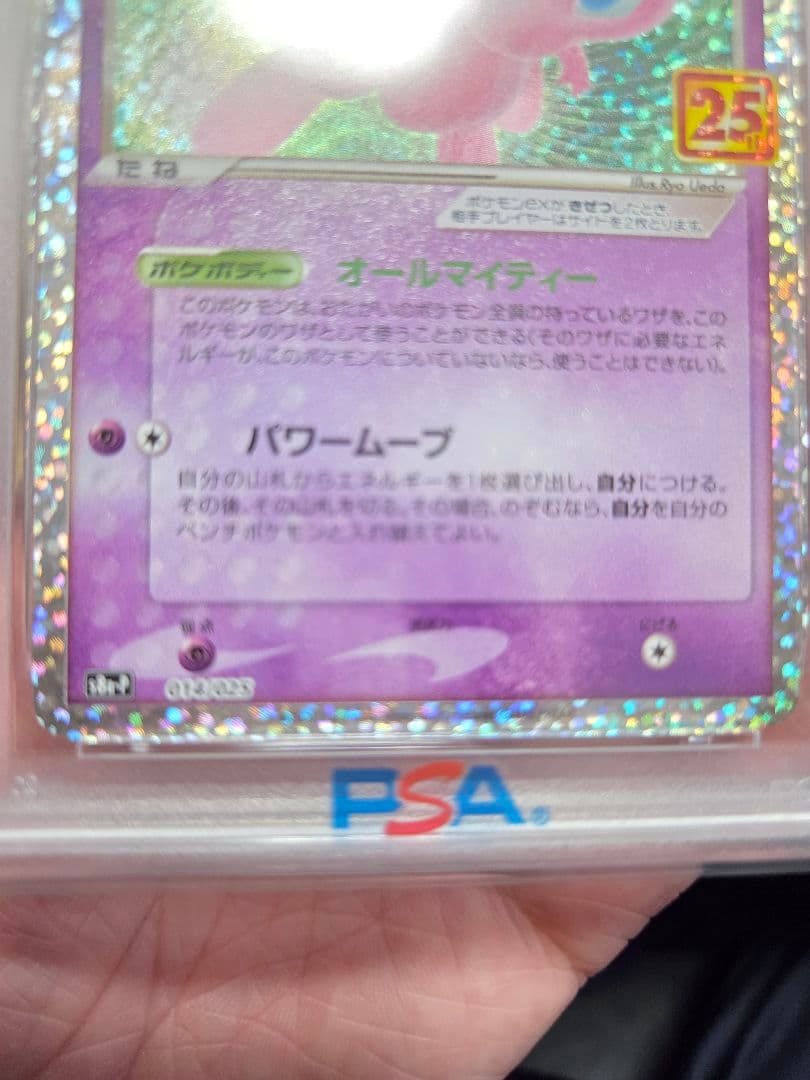 25
たね
Illus. Ryo Ueda
ポケモンexが きぜつしたとき、
相手プレイヤーはサイドを2枚とります。
ポケボディー オールマイティー
このポケモンは、おたがいのポケモン全員の持っているワザを、この
ポケモンのワザとして使うことができる(そのワザに必要なエネ
ルギーが、このポケモンについていないなら、使うことはできない)。
パワームーブ
自分の山札からエネルギーを1枚選び出し、自分につける。
その後、その山札を切る。その場合、のぞむなら、自分を自分の
ベンチポケモンと入れ替えてよい。
弱点 抵抗力 にげる
S8a-P 014/025
PSA®